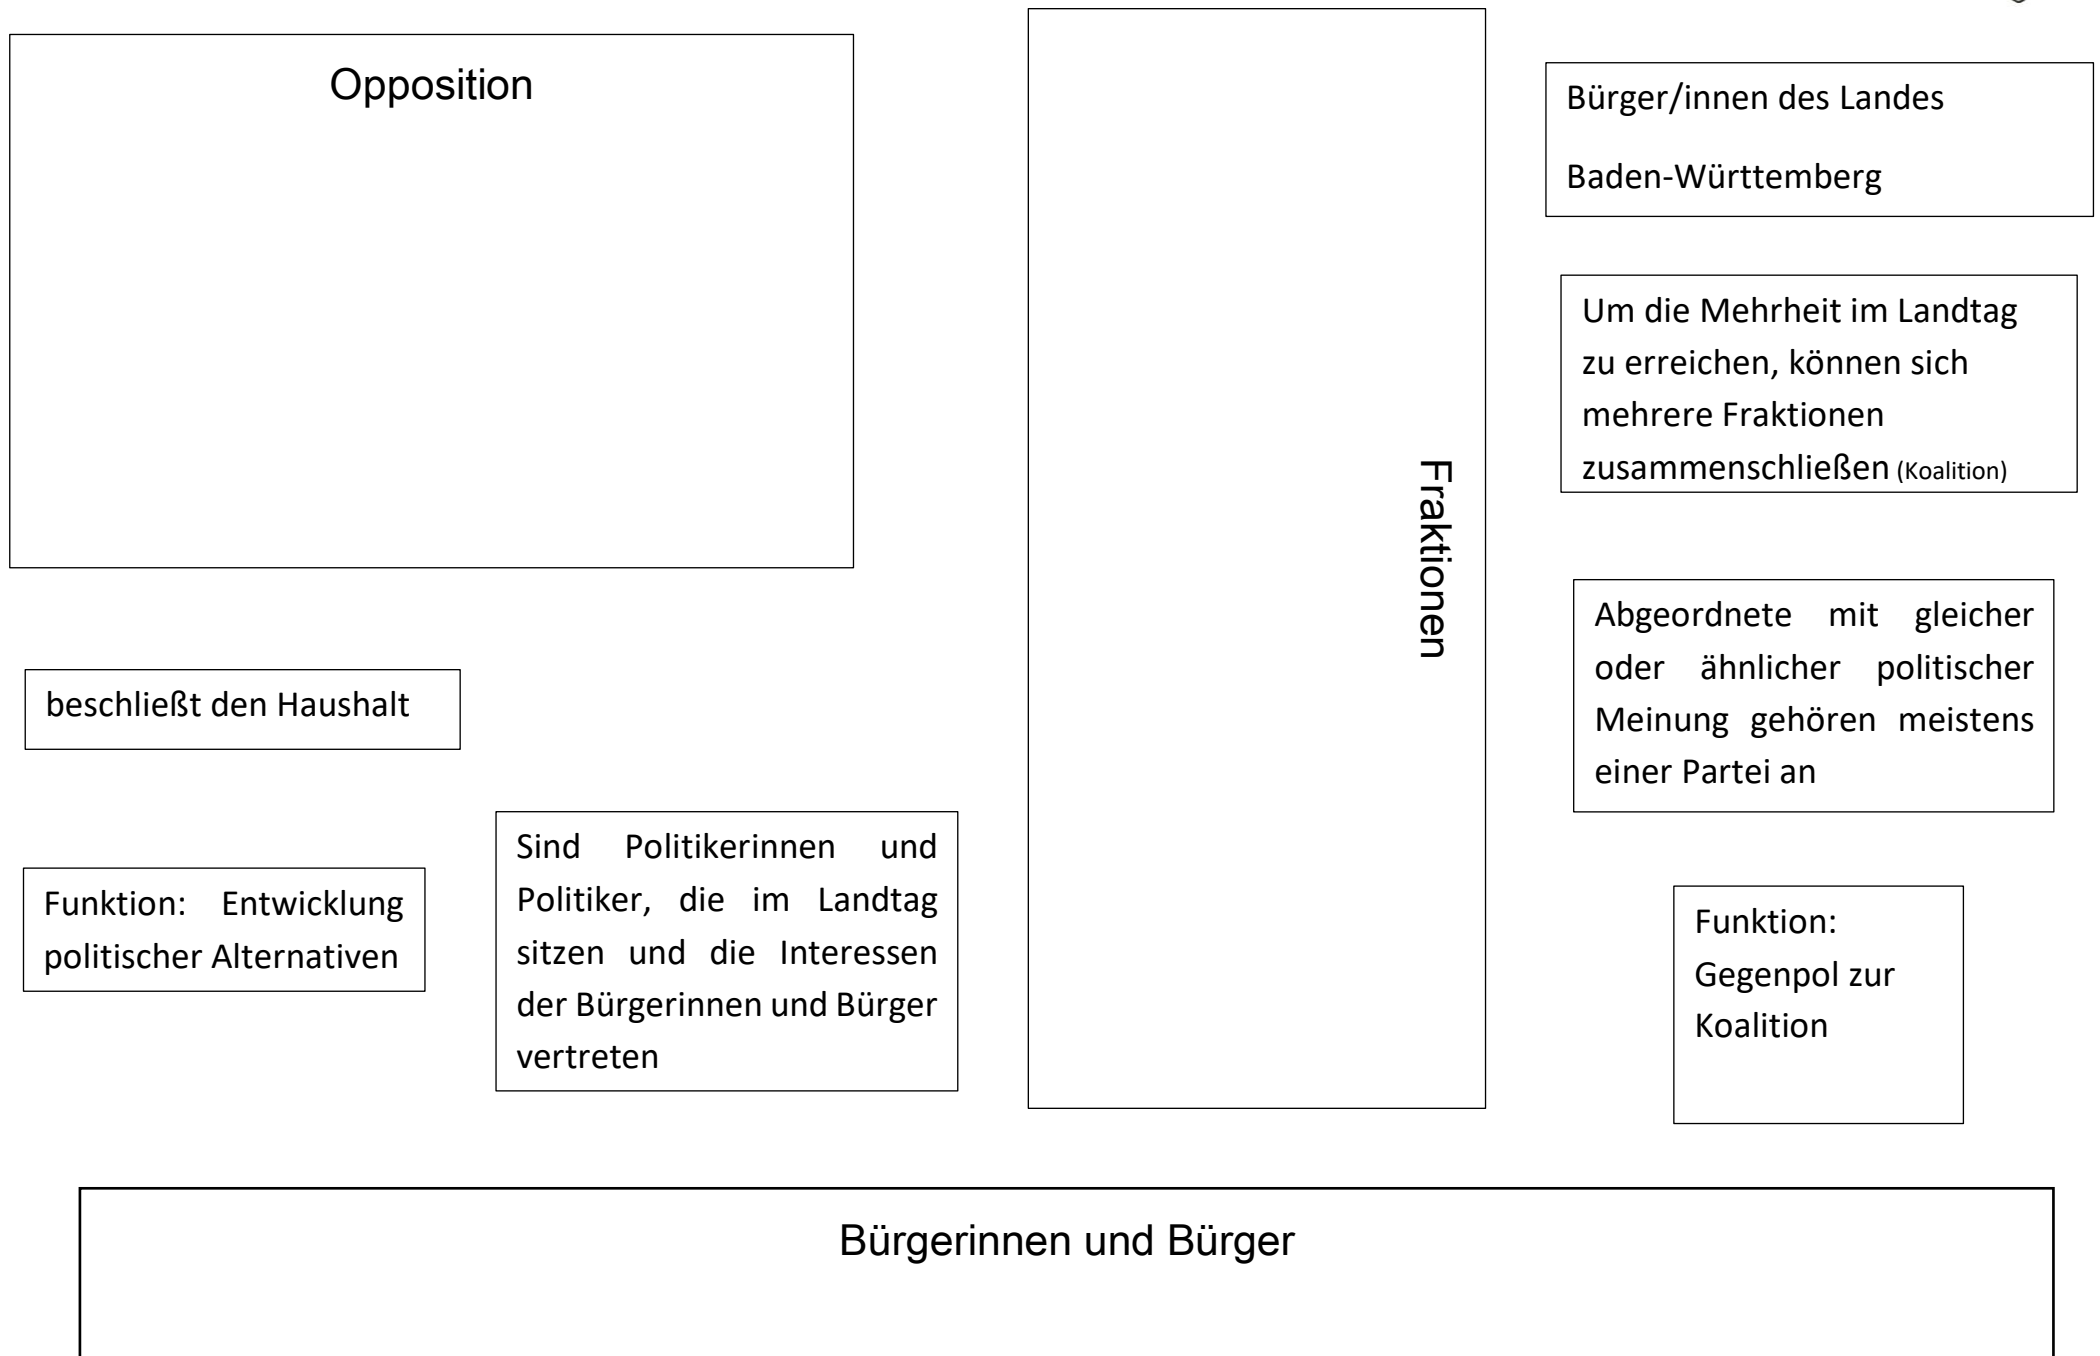 Opposition
Bürger/innen des Landes
Baden-Württemberg
Um die Mehrheit im Landtag
zu erreichen, können sich
mehrere Fraktionen
zusammenschließen (Koalition)
Fraktionen
Abgeordnete mit gleicher
oder ähnlicher politischer
Meinung gehören meistens
einer Partei an
beschließt den Haushalt
Sind Politikerinnen und
Politiker, die im Landtag
sitzen und die Interessen
der Bürgerinnen und Bürger
vertreten
Funktion: Entwicklung
politischer Alternativen
Funktion:
Gegenpol zur
Koalition
Bürgerinnen und Bürger